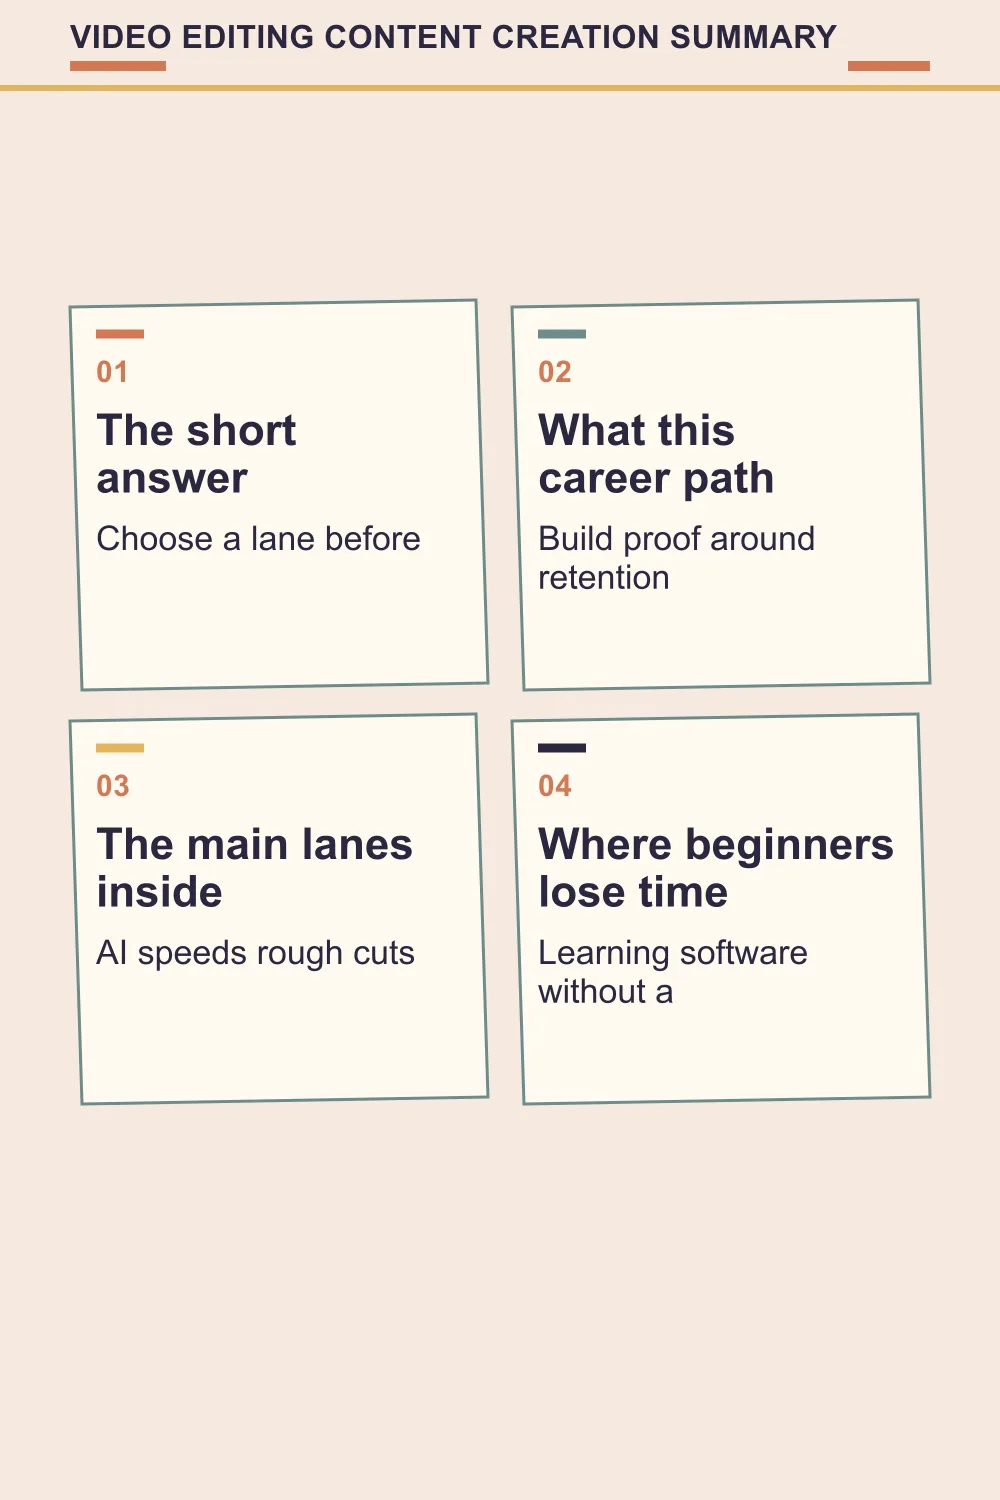 VIDEO EDITING CONTENT CREATION SUMMARY
01
The short
answer
Choose a lane before
02
What this
career path
Build proof around
retention
03
The main lanes
inside
AI speeds rough cuts
04
Where beginners
lose time
Learning software
without a